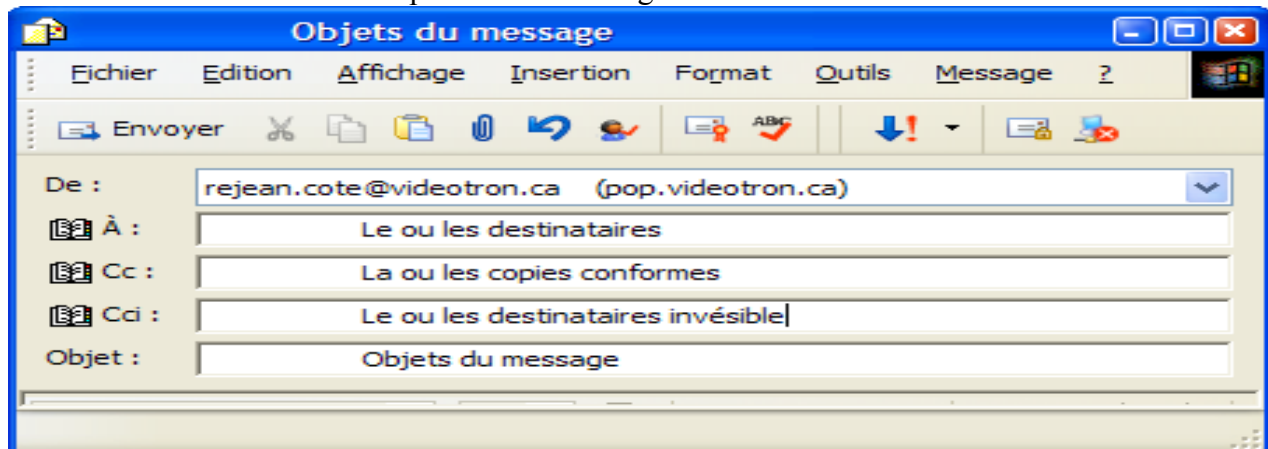 Objets du message
Fichier Edition Affichage Insertion Format Outils Message ?
Envoyer ABC
De : rejean.cote@videotron.ca (pop.videotron.ca)
À : Le ou les destinataires
Cc : La ou les copies conformes
Cci : Le ou les destinataires invésible
Objet : Objets du message